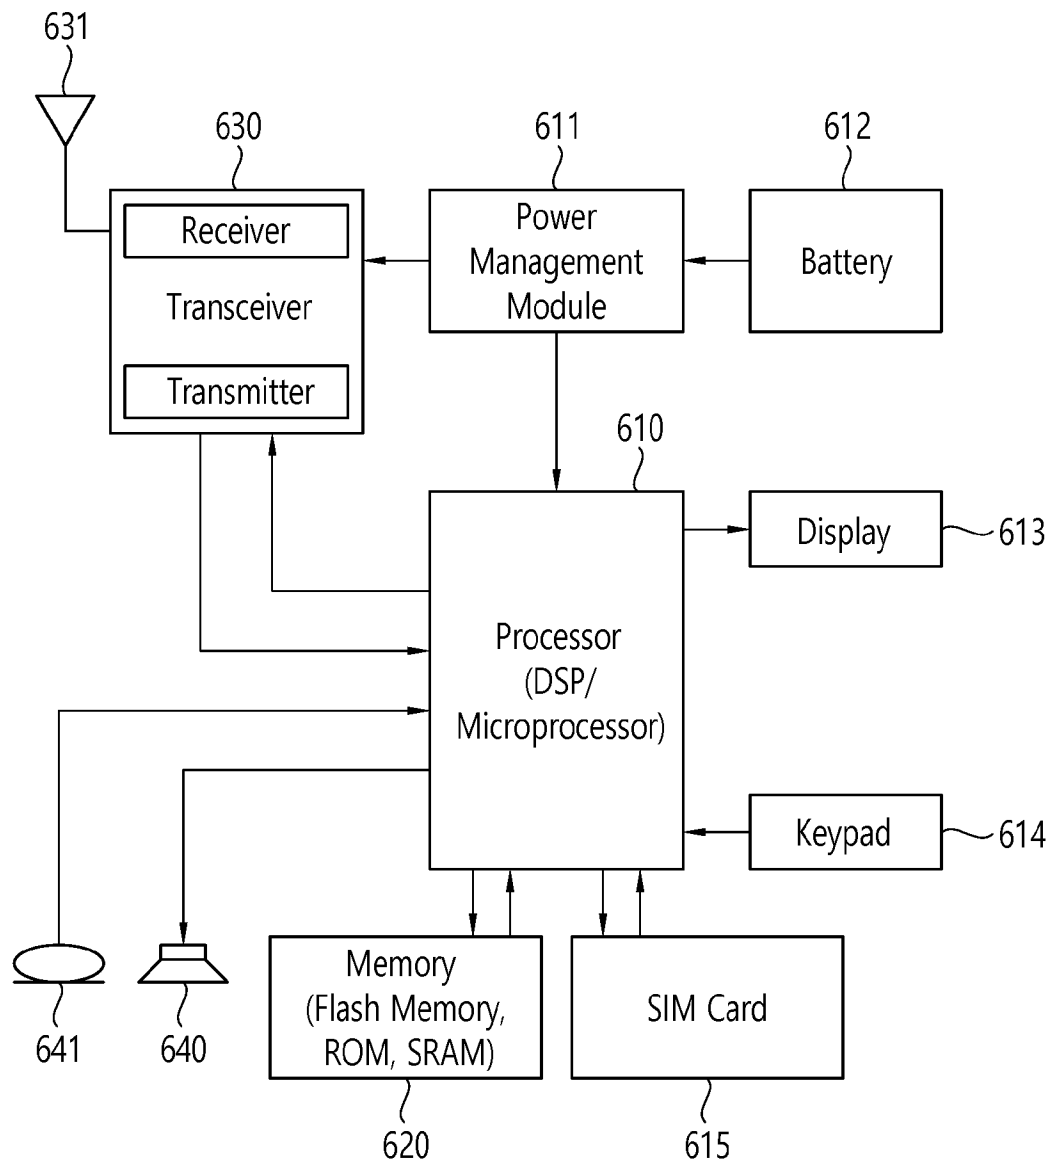 631
630
611
612
Receiver
Transceiver
Transmitter
Power
Management
Module
Battery
610
Display
613
Processor
(DSP/
Microprocessor)
Keypad
614
641
640
Memory
(Flash Memory,
ROM, SRAM)
SIM Card
620
615